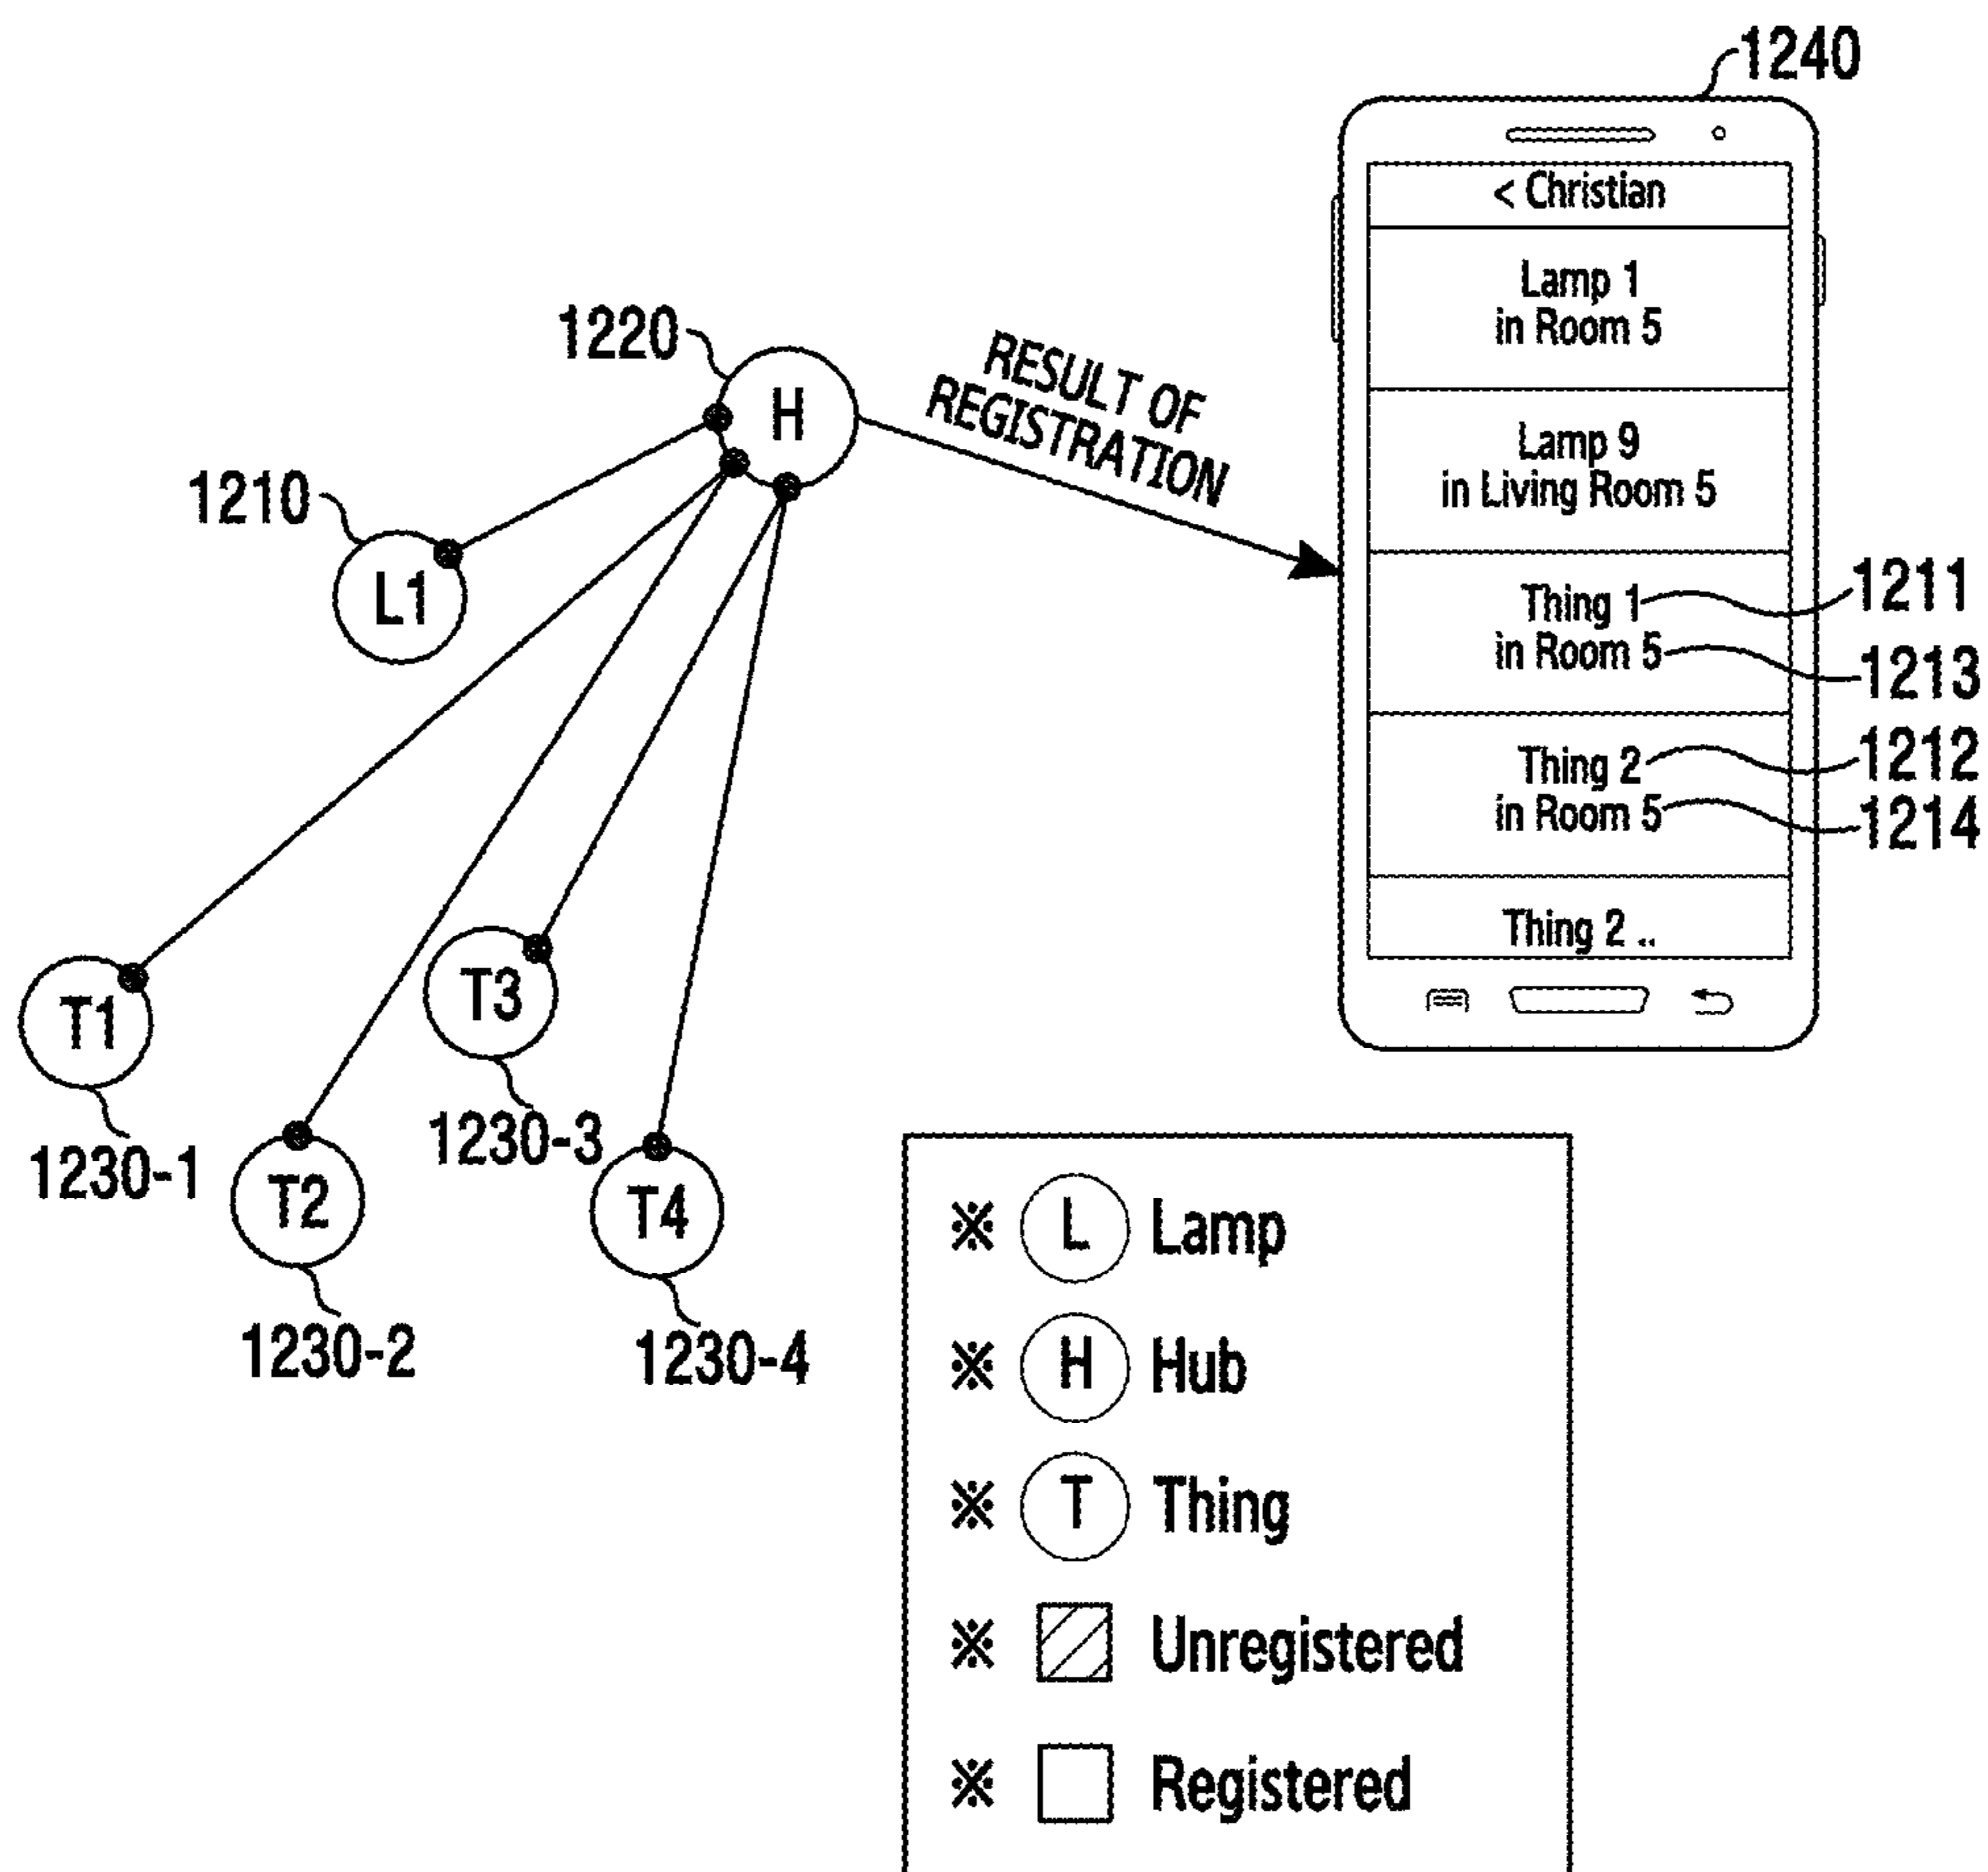 1240
< Christian
Lamp 1
in Room 5
Lamp 9
in Living Room 5
Thing 1
in Room 5
Thing 2
in Room 5
Thing 2 ..
1211
1213
1212
1214
RESULT OF
REGISTRATION
1220
H
1210
L1
T1
1230-1
T2
1230-2
T3
1230-3
T4
1230-4
※ L Lamp
※ H Hub
※ T Thing
※ Unregistered
※ Registered